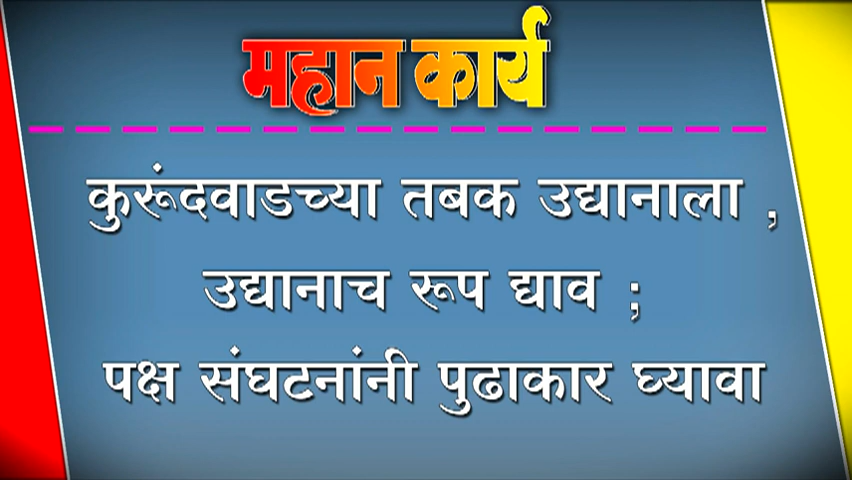 महान कार्य
कुरूंदवाडच्या तबक उद्यानाला ,
उद्यानाच रूप द्याव ;
पक्ष संघटनांनी पुढाकार घ्यावा